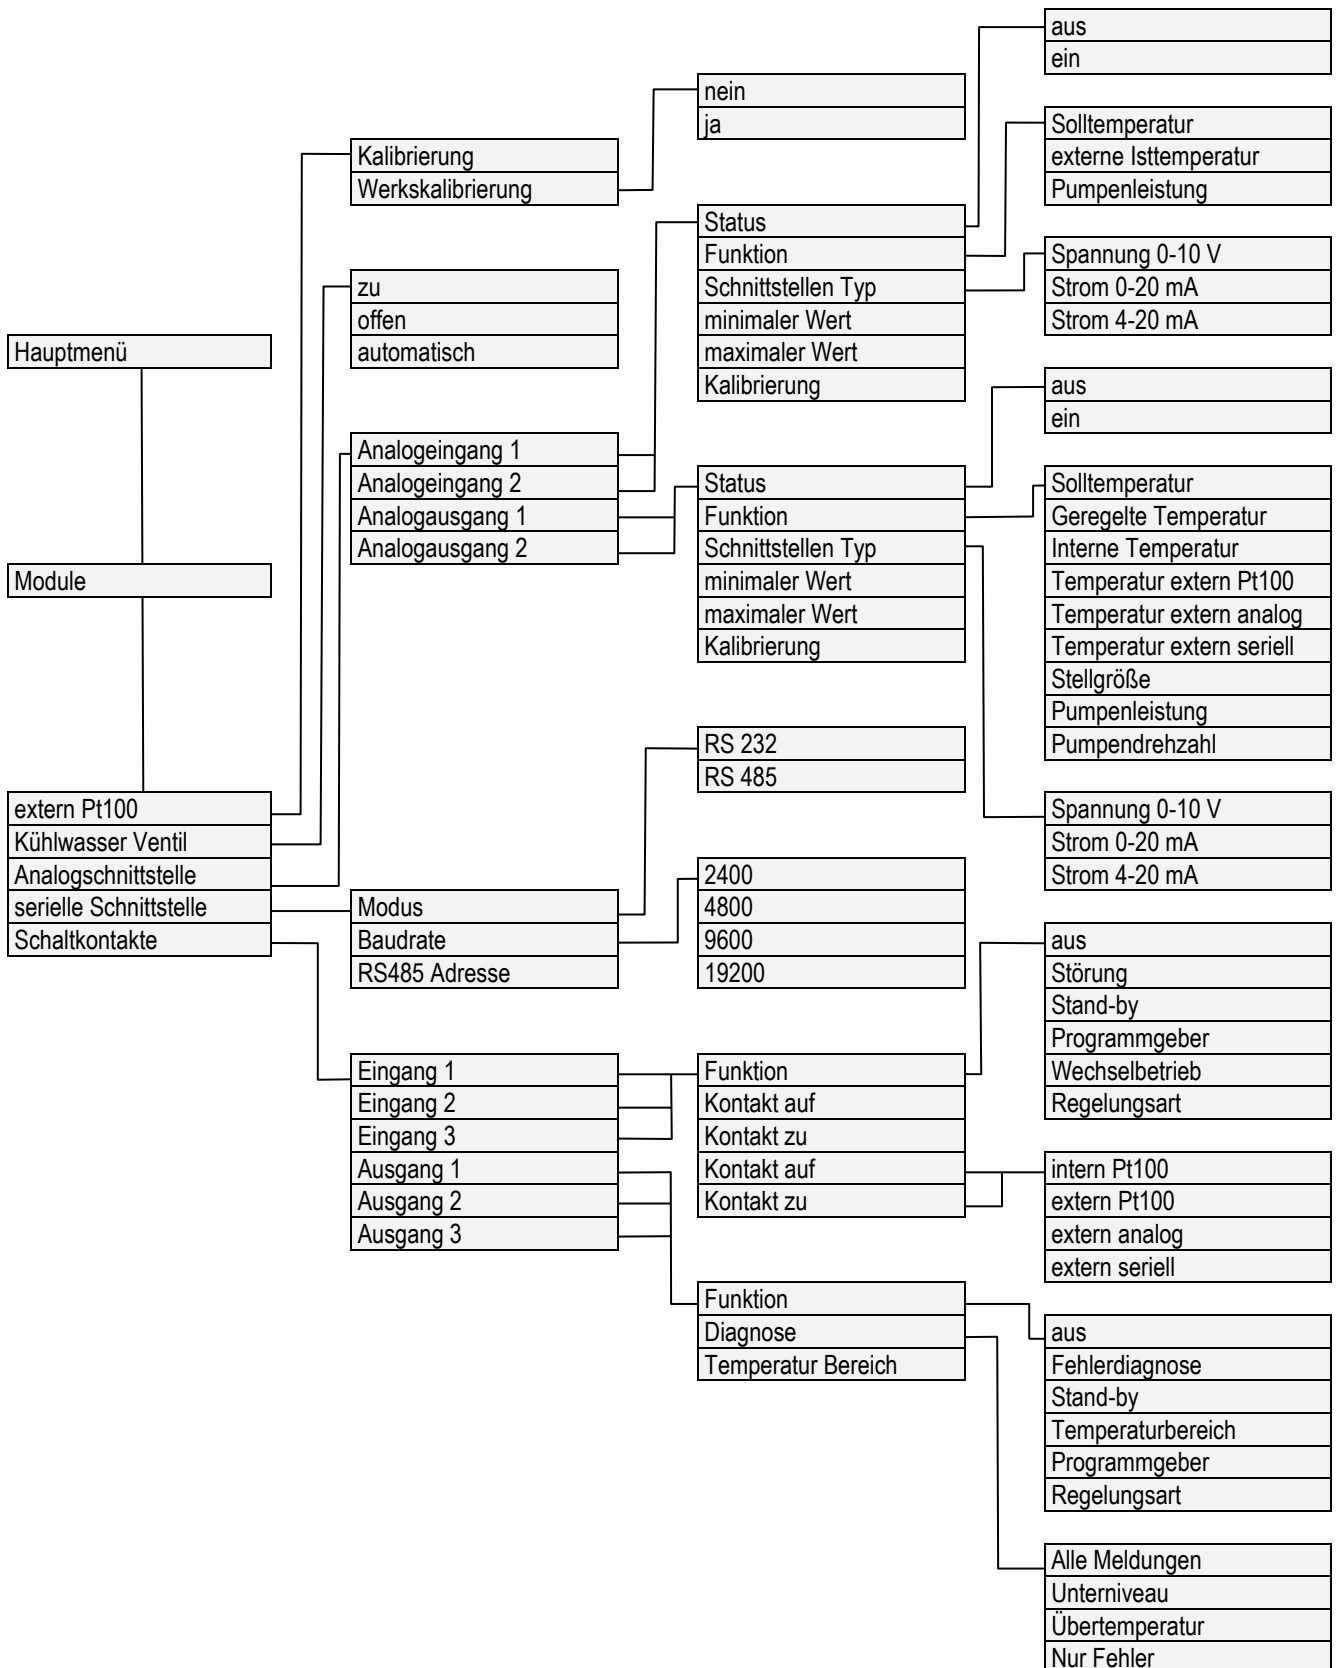 Hauptmenü
Module
extern Pt100
Kühlwasser Ventil
Analogschnittstelle
serielle Schnittstelle
Schaltkontakte
Kalibrierung
Werkskalibrierung
zu
offen
automatisch
Analogeingang 1
Analogeingang 2
Analogausgang 1
Analogausgang 2
Modus
Baudrate
RS485 Adresse
Eingang 1
Eingang 2
Eingang 3
Ausgang 1
Ausgang 2
Ausgang 3
nein
ja
Status
Funktion
Schnittstellen Typ
minimaler Wert
maximaler Wert
Kalibrierung
Status
Funktion
Schnittstellen Typ
minimaler Wert
maximaler Wert
Kalibrierung
RS 232
RS 485
2400
4800
9600
19200
Funktion
Kontakt auf
Kontakt zu
Kontakt auf
Kontakt zu
Funktion
Diagnose
Temperatur Bereich
aus
ein
Solltemperatur
externe Isttemperatur
Pumpenleistung
Spannung 0-10 V
Strom 0-20 mA
Strom 4-20 mA
aus
ein
Solltemperatur
Geregelte Temperatur
Interne Temperatur
Temperatur extern Pt100
Temperatur extern analog
Temperatur extern seriell
Stellgröße
Pumpenleistung
Pumpendrehzahl
Spannung 0-10 V
Strom 0-20 mA
Strom 4-20 mA
aus
Störung
Stand-by
Programmgeber
Wechselbetrieb
Regelungsart
intern Pt100
extern Pt100
extern analog
extern seriell
aus
Fehlerdiagnose
Stand-by
Temperaturbereich
Programmgeber
Regelungsart
Alle Meldungen
Unterniveau
Übertemperatur
Nur Fehler